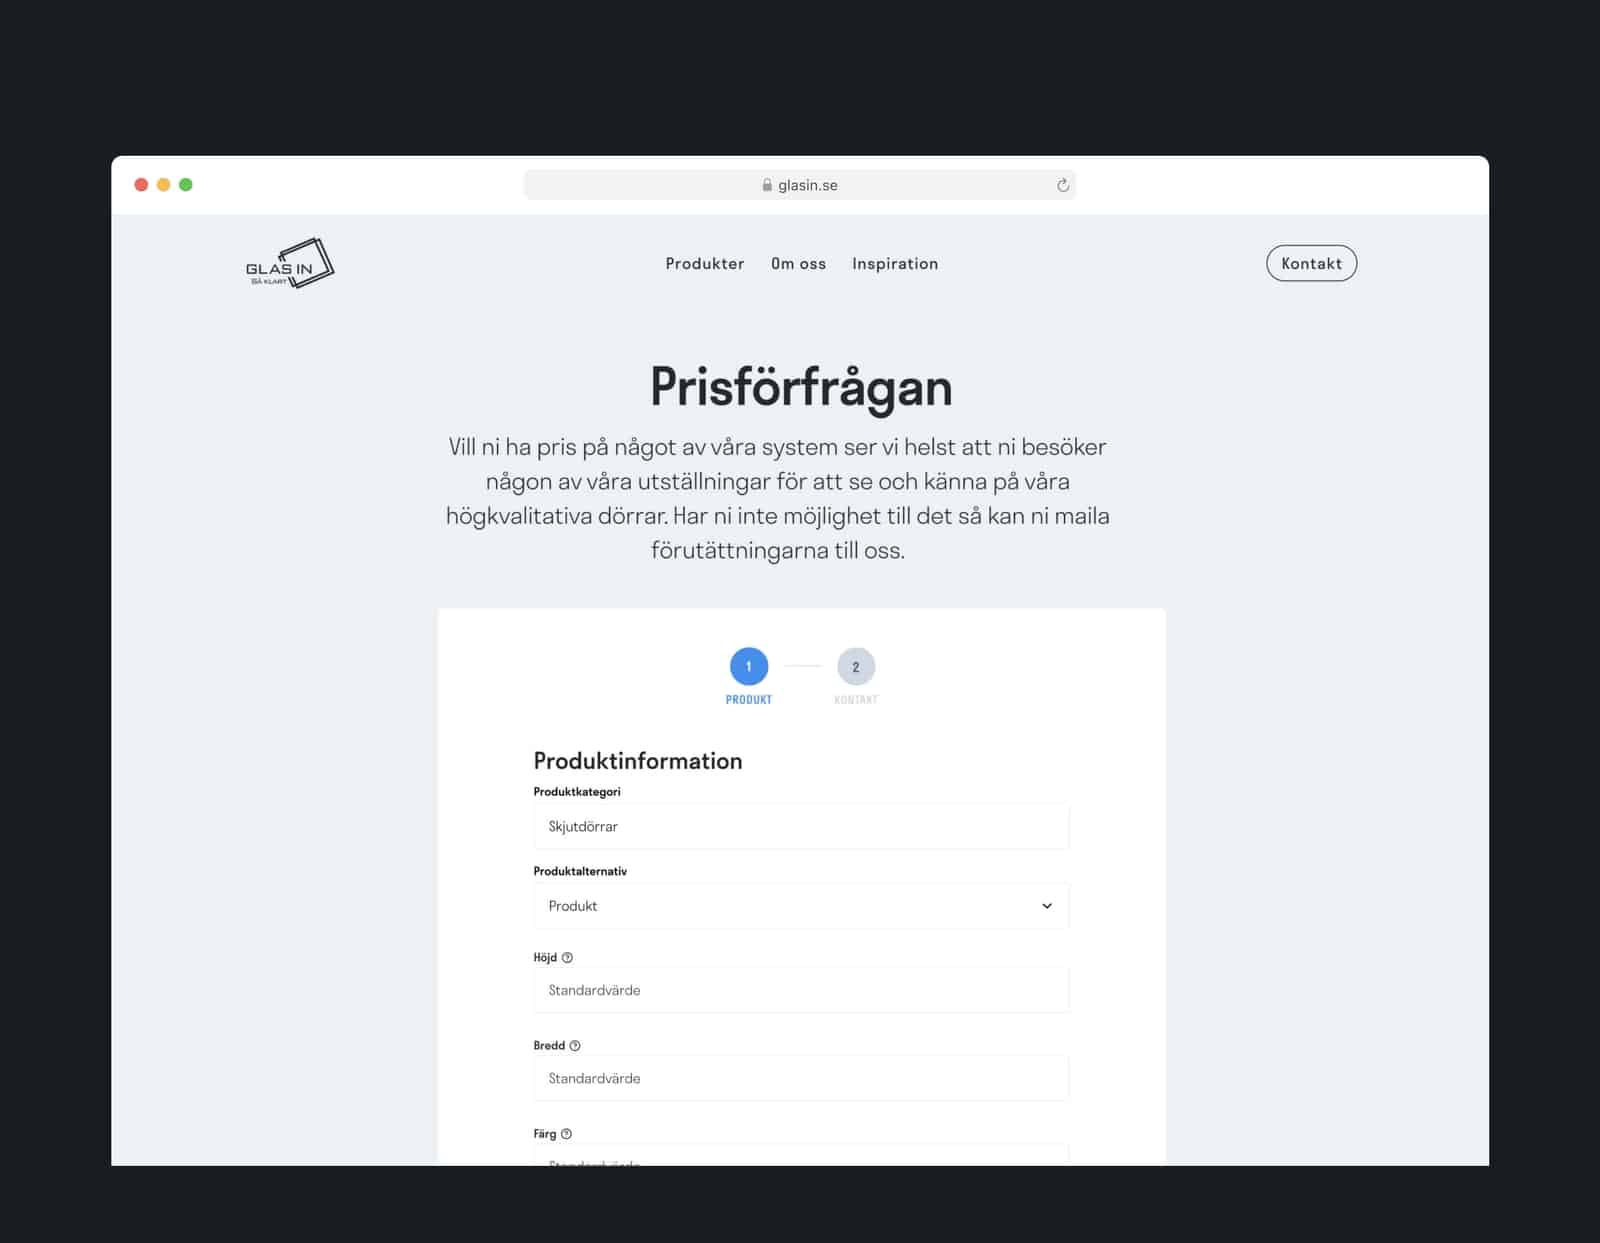 glasin.se
GLAS IN
SÅ KLART
Produkter Om oss Inspiration
Kontakt
Prisförfrågan
Vill ni ha pris på något av våra system ser vi helst att ni besöker
någon av våra utställningar för att se och känna på våra
högkvalitativa dörrar. Har ni inte möjlighet till det så kan ni maila
förutättningarna till oss.
1 2
PRODUKT KONTAKT
Produktinformation
Produktkategori
Skjutdörrar
Produktalternativ
Produkt
Höjd
Standardvärde
Bredd
Standardvärde
Färg
Standardvärde